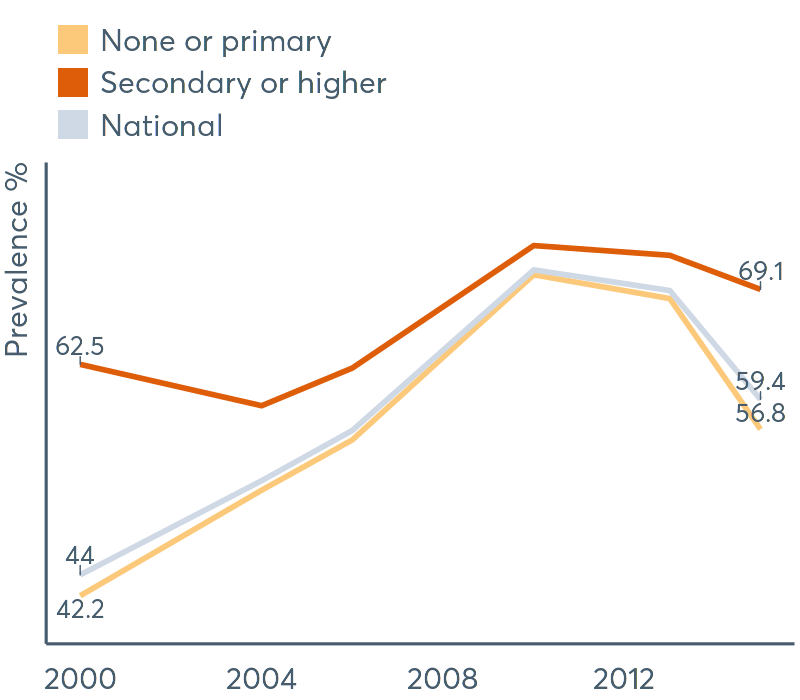 None or primary
Secondary or higher
National
Prevalence %
69.1
62.5
59.4
56.8
44
42.2
2000 2004 2008 2012